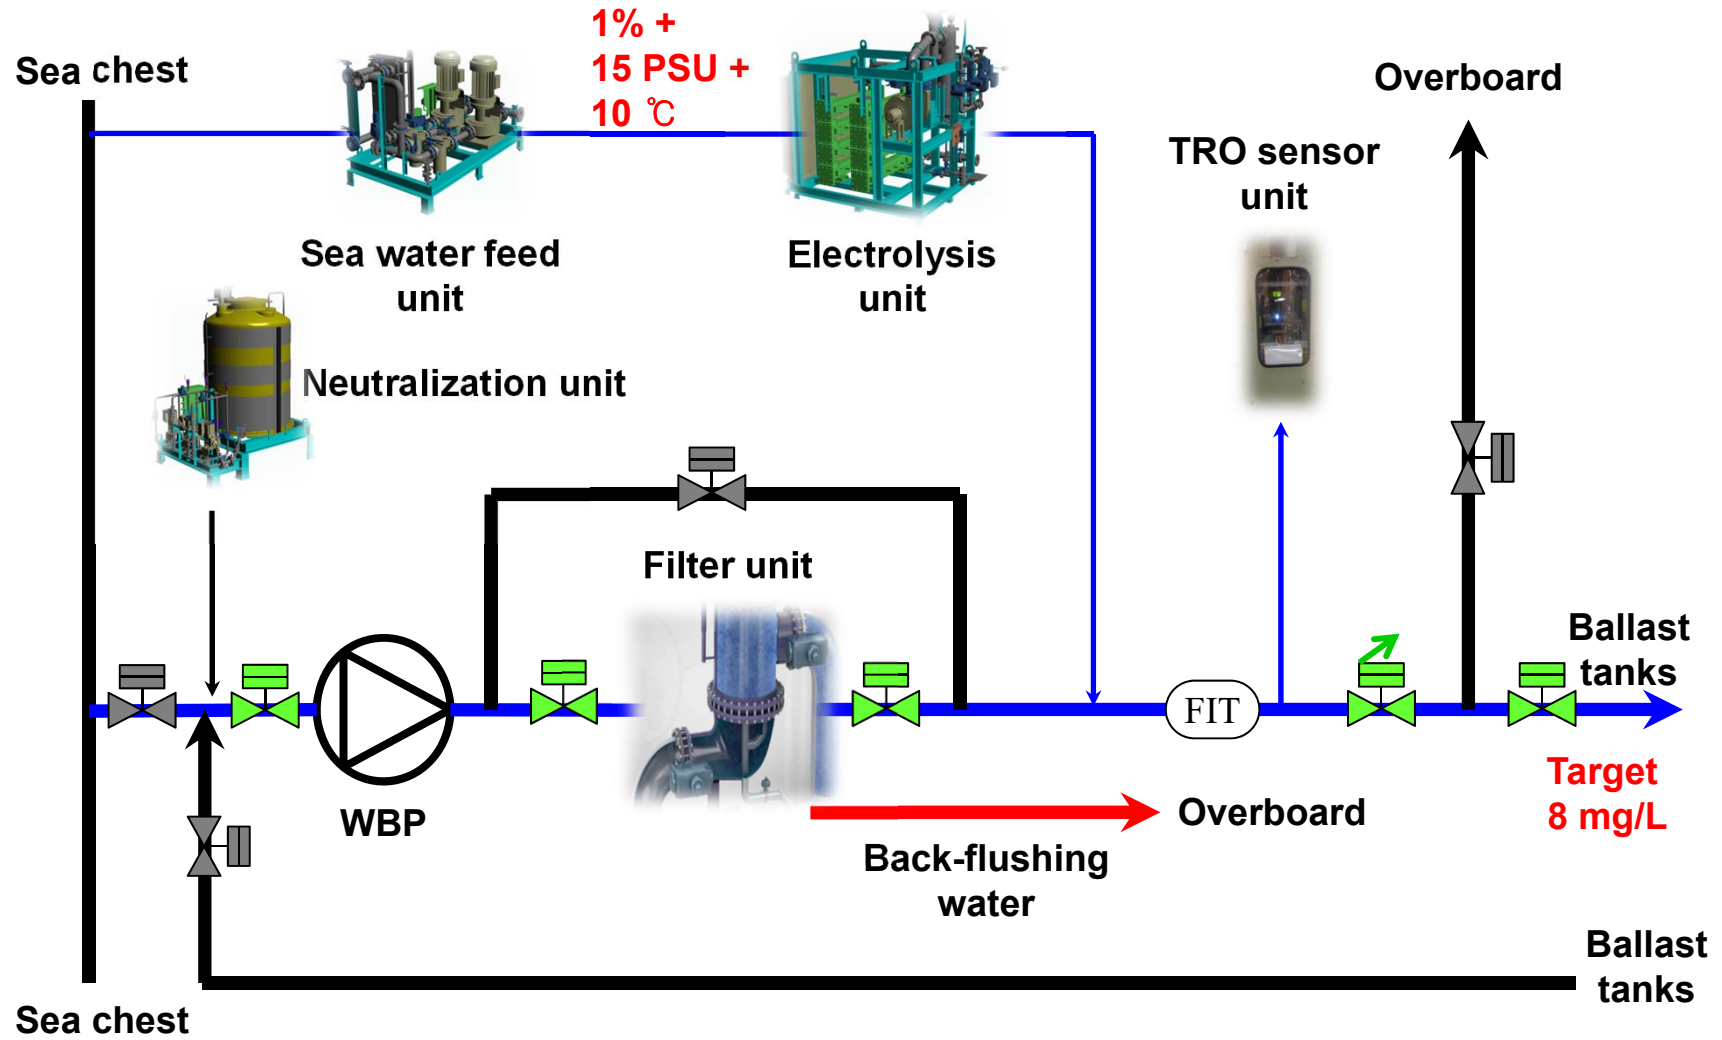 Sea chest
1% +
15 PSU +
10 ℃
Overboard
TRO sensor
unit
Sea water feed
unit
Electrolysis
unit
Neutralization unit
Filter unit
Ballast
tanks
FIT
WBP
Target
8 mg/L
Overboard
Back-flushing
water
Ballast
tanks
Sea chest